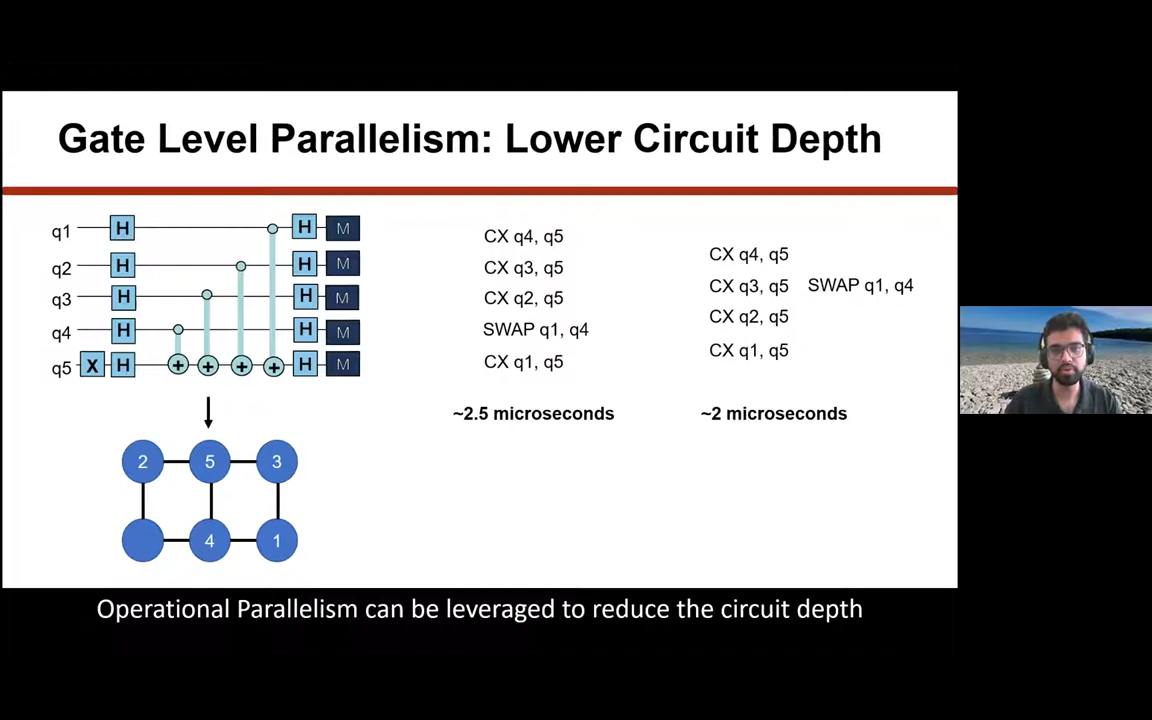 Gate Level Parallelism: Lower Circuit Depth
q1 H H M
q2 H H M
q3 H H M
q4 H H M
q5 X H + + + + H M
2 5 3
4 1
CX q4, q5
CX q3, q5
CX q2, q5
SWAP q1, q4
CX q1, q5
~2.5 microseconds
CX q4, q5
CX q3, q5 SWAP q1, q4
CX q2, q5
CX q1, q5
~2 microseconds
Operational Parallelism can be leveraged to reduce the circuit depth